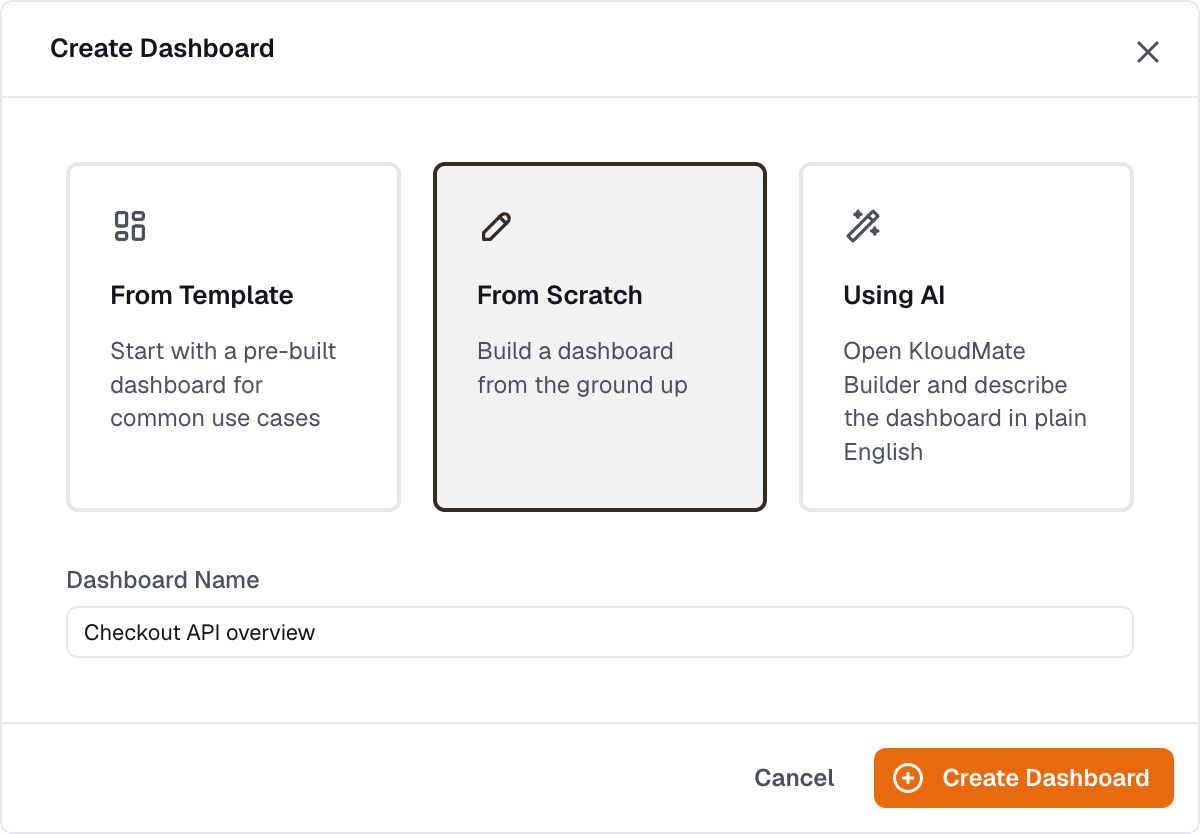 Create Dashboard
From Template
Start with a pre-built
dashboard for
common use cases
From Scratch
Build a dashboard
from the ground up
Using AI
Open KloudMate
Builder and describe
the dashboard in plain
English
Dashboard Name
Checkout API overview
Cancel
Create Dashboard